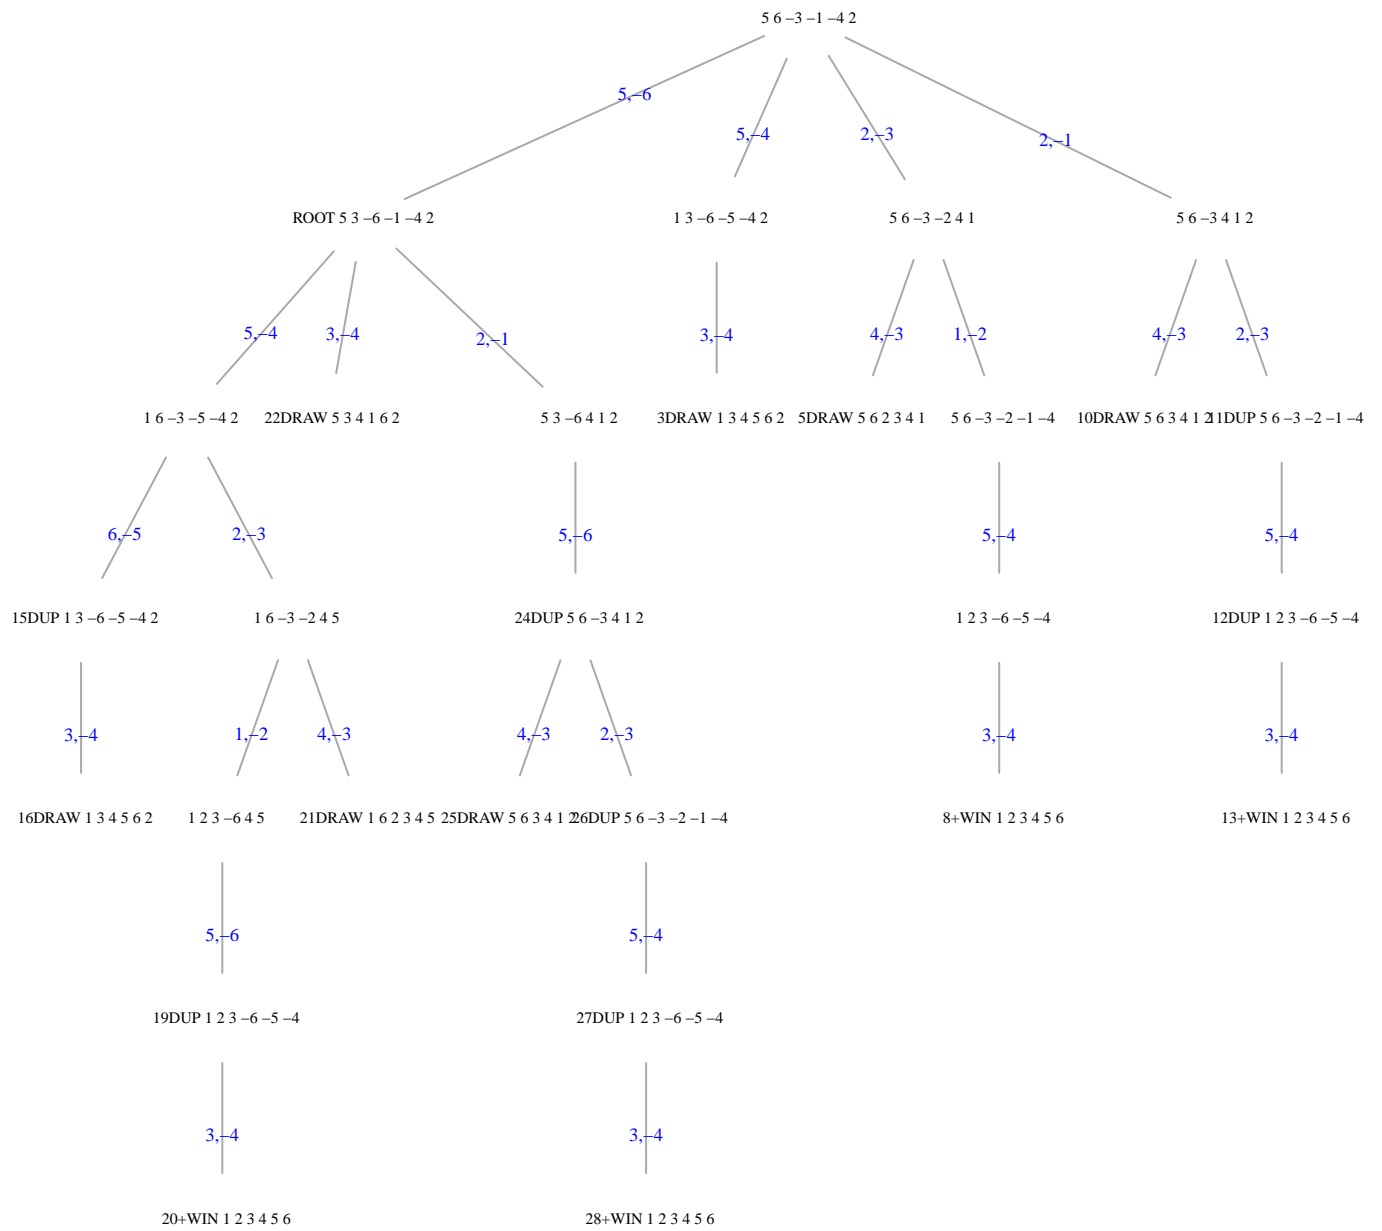 5 6 −3 −1 −4 2
5,−6
5,−4
2,−3
2,−1
ROOT 5 3 −6 −1 −4 2
1 3 −6 −5 −4 2
5 6 −3 −2 4 1
5 6 −3 4 1 2
5,−4
3,−4
2,−1
3,−4
4,−3
1,−2
4,−3
2,−3
1 6 −3 −5 −4 2
22DRAW 5 3 4 1 6 2
5 3 −6 4 1 2
3DRAW 1 3 4 5 6 2
5DRAW 5 6 2 3 4 1
5 6 −3 −2 −1 −4
10DRAW 5 6 3 4 1 2
11DUP 5 6 −3 −2 −1 −4
6,−5
2,−3
5,−6
5,−4
5,−4
15DUP 1 3 −6 −5 −4 2
1 6 −3 −2 4 5
24DUP 5 6 −3 4 1 2
1 2 3 −6 −5 −4
12DUP 1 2 3 −6 −5 −4
3,−4
1,−2
4,−3
4,−3
2,−3
3,−4
3,−4
16DRAW 1 3 4 5 6 2
1 2 3 −6 4 5
21DRAW 1 6 2 3 4 5
25DRAW 5 6 3 4 1 2
26DUP 5 6 −3 −2 −1 −4
8+WIN 1 2 3 4 5 6
13+WIN 1 2 3 4 5 6
5,−6
5,−4
19DUP 1 2 3 −6 −5 −4
27DUP 1 2 3 −6 −5 −4
3,−4
3,−4
20+WIN 1 2 3 4 5 6
28+WIN 1 2 3 4 5 6